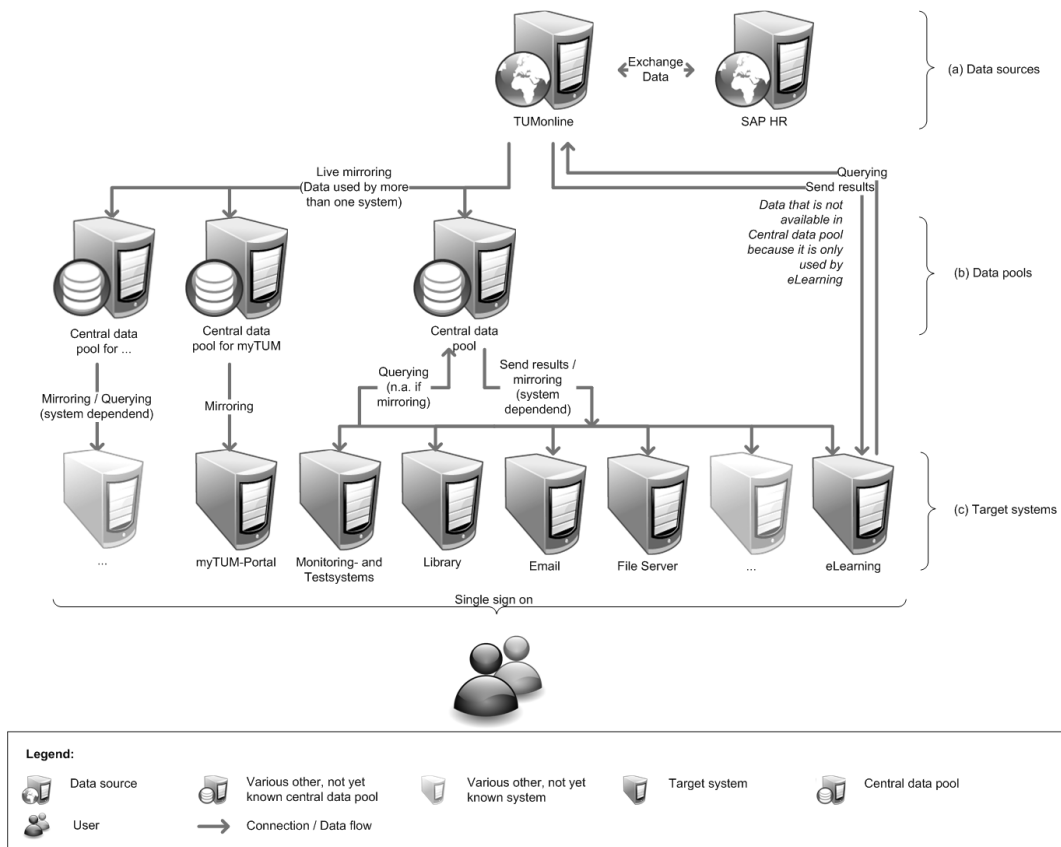 Exchange
Data
TUMonline
SAP HR
(a) Data sources
Live mirroring
(Data used by more
than one system)
Querying
Send results
Data that is not
available in
Central data pool
because it is only
used by
eLearning
(b) Data pools
Central data
pool for ...
Central data
pool for myTUM
Central data
pool
Mirroring / Querying
(system dependend)
Mirroring
Querying
(n.a. if
mirroring)
Send results /
mirroring
(system
dependend)
(c) Target systems
...
myTUM-Portal
Monitoring- and
Testsystems
Library
Email
File Server
...
eLearning
Single sign on
Legend:
Data source
Various other, not yet
known central data pool
Various other, not yet
known system
Target system
Central data pool
User
Connection / Data flow